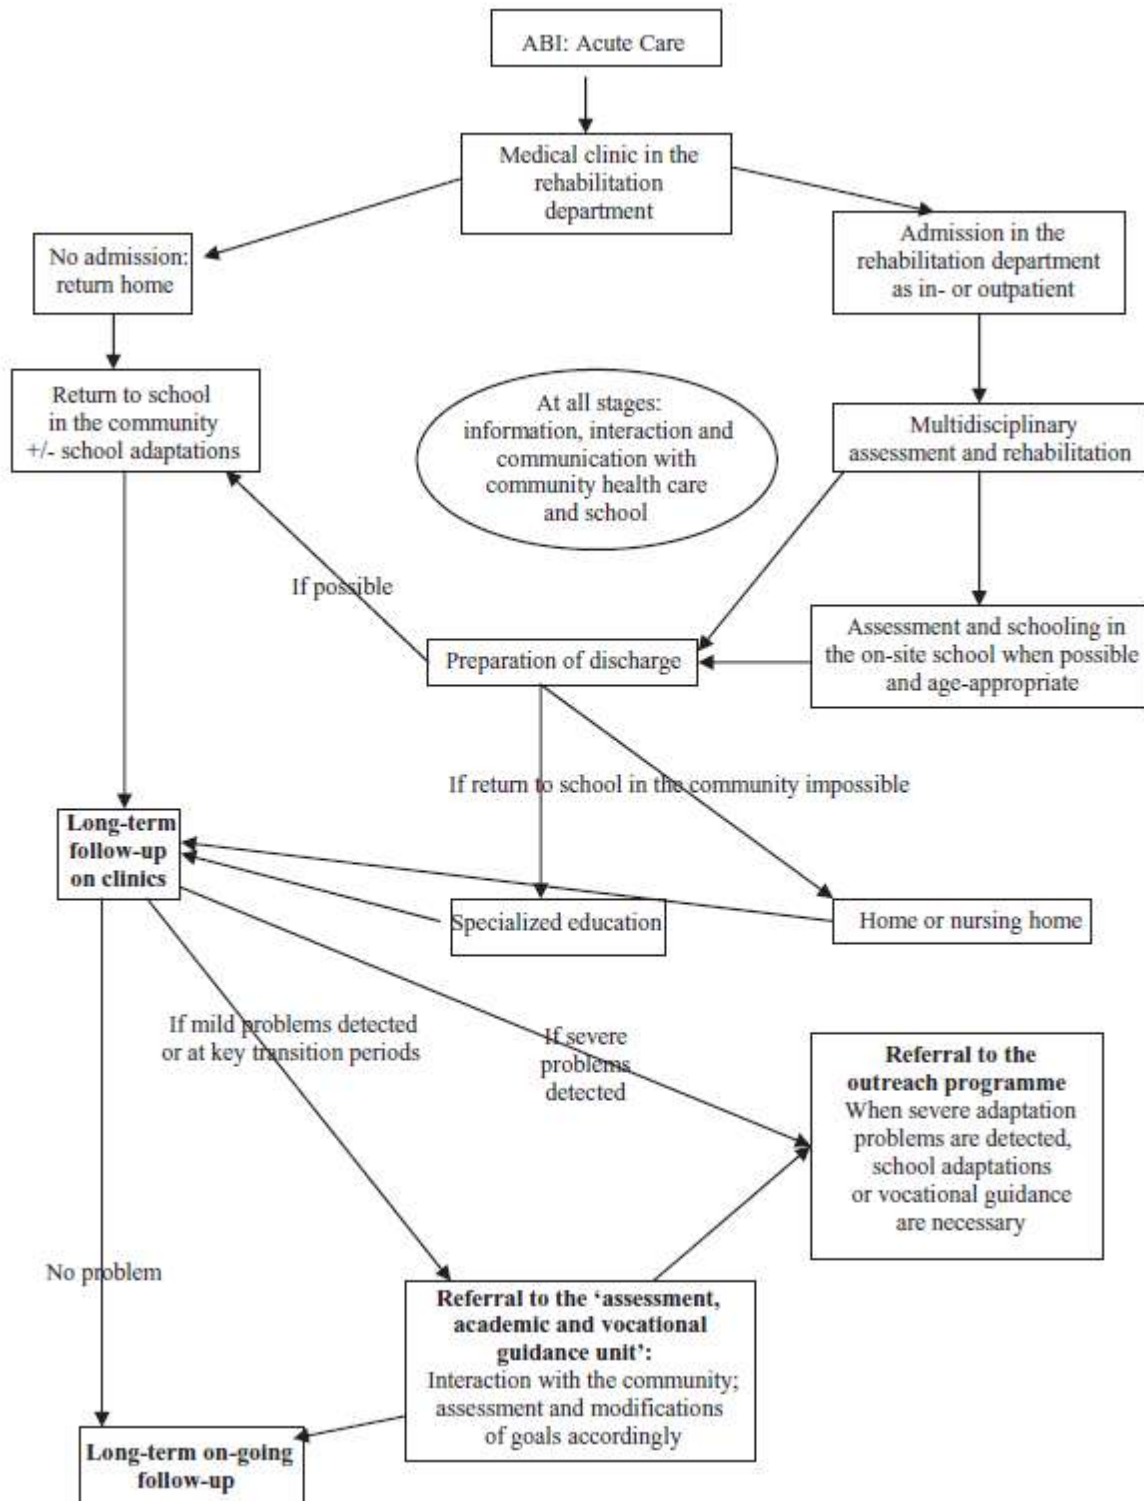 ABI: Acute Care
Medical clinic in the
rehabilitation
department
No admission:
return home
Admission in the
rehabilitation department
as in- or outpatient
Return to school
in the community
+/- school adaptations
At all stages:
information, interaction and
communication with
community health care
and school
Multidisciplinary
assessment and rehabilitation
If possible
Preparation of discharge
Assessment and schooling in
the on-site school when possible
and age-appropriate
If return to school in the community impossible
Long-term
follow-up
on clinics
Specialized education
Home or nursing home
If mild problems detected
or at key transition periods
If severe
problems
detected
Referral to the
outreach programme
When severe adaptation
problems are detected,
school adaptations
or vocational guidance
are necessary
No problem
Referral to the ‘assessment,
academic and vocational
guidance unit’:
Interaction with the community;
assessment and modifications
of goals accordingly
Long-term on-going
follow-up